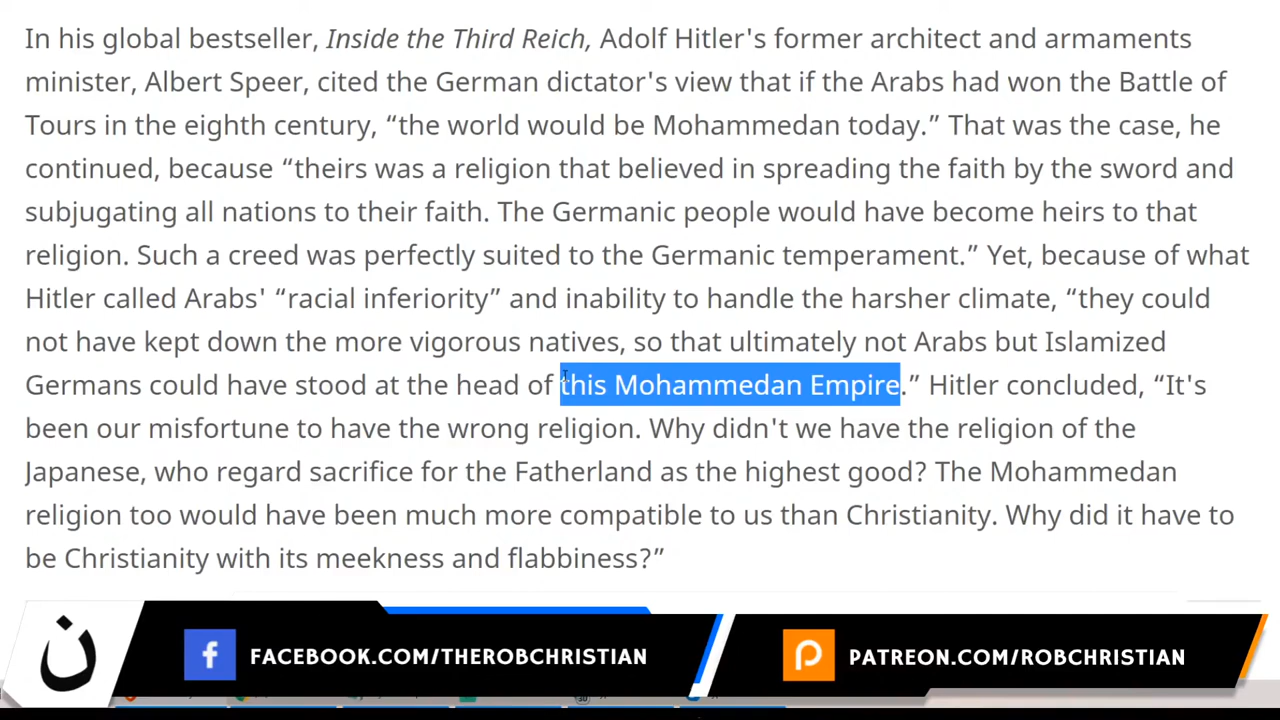 In his global bestseller, Inside the Third Reich, Adolf Hitler's former architect and armaments
minister, Albert Speer, cited the German dictator's view that if the Arabs had won the Battle of
Tours in the eighth century, “the world would be Mohammedan today.” That was the case, he
continued, because “theirs was a religion that believed in spreading the faith by the sword and
subjugating all nations to their faith. The Germanic people would have become heirs to that
religion. Such a creed was perfectly suited to the Germanic temperament.” Yet, because of what
Hitler called Arabs' “racial inferiority” and inability to handle the harsher climate, “they could
not have kept down the more vigorous natives, so that ultimately not Arabs but Islamized
Germans could have stood at the head of this Mohammedan Empire.” Hitler concluded, “It's
been our misfortune to have the wrong religion. Why didn't we have the religion of the
Japanese, who regard sacrifice for the Fatherland as the highest good? The Mohammedan
religion too would have been much more compatible to us than Christianity. Why did it have to
be Christianity with its meekness and flabbiness?”
ن
f FACEBOOK.COM/THEROBCHRISTIAN
PATREON.COM/ROBCHRISTIAN